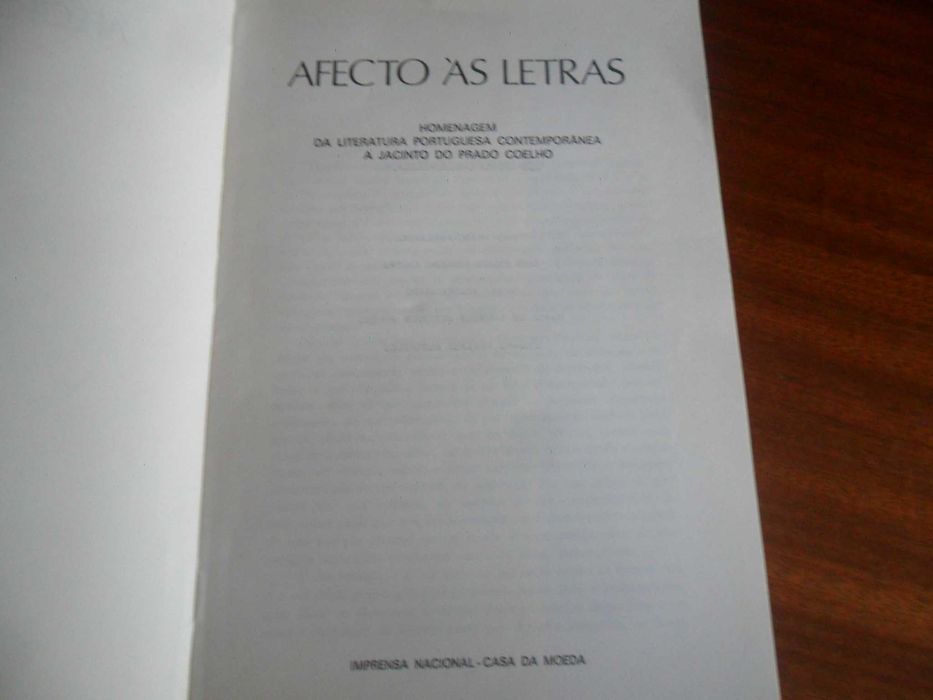 AFECTO ÀS LETRAS
HOMENAGEM
DA LITERATURA PORTUGUESA CONTEMPORÂNEA
A JACINTO DO PRADO COELHO
IMPRENSA NACIONAL - CASA DA MOEDA